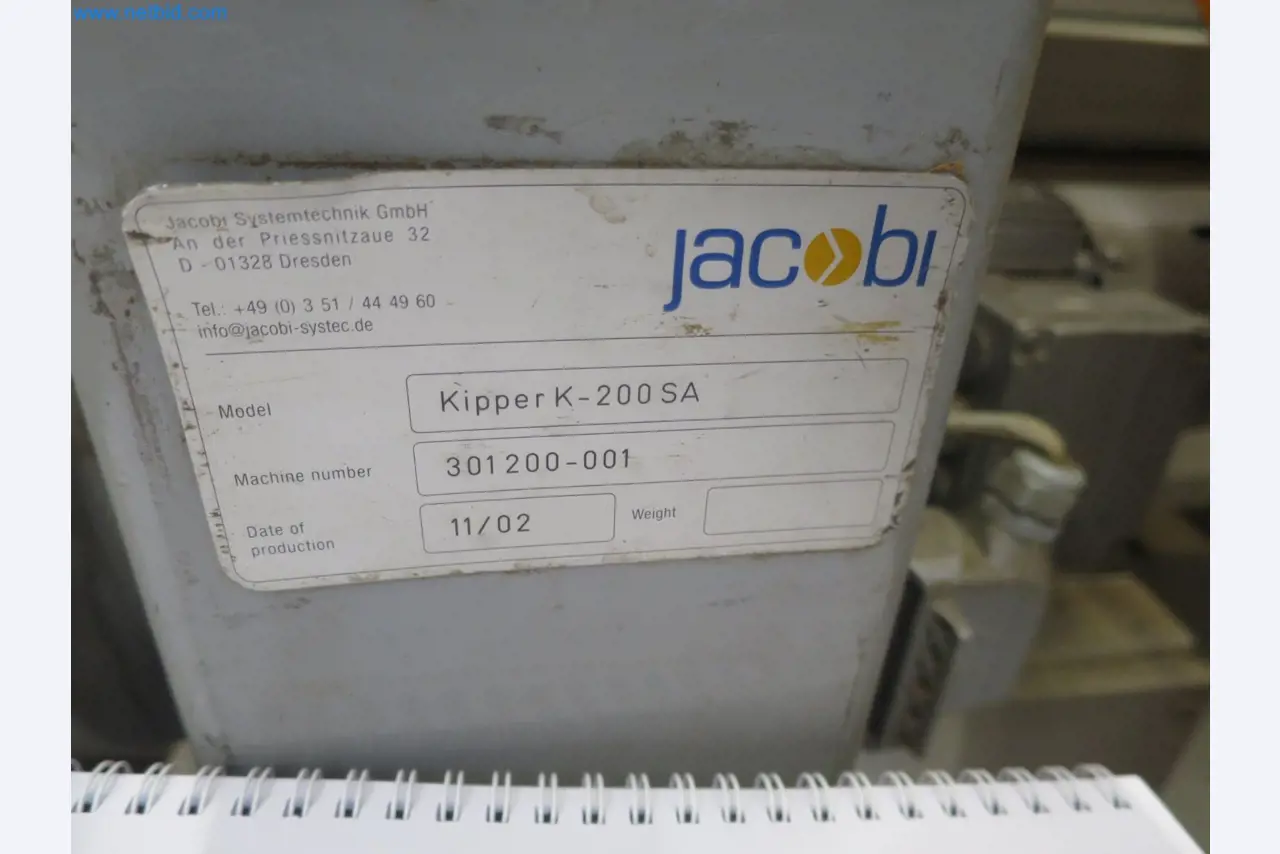 www.netbid.com
Jacobi Systemtechnik GmbH
An der Priessnitzaue 32
D - 01328 Dresden
Tel.: +49 (0) 3 51 / 44 49 60
info@jacobi-systec.de
jacobi
Model Kipper K-200 SA
Machine number 301200-001
Date of production 11/02 Weight